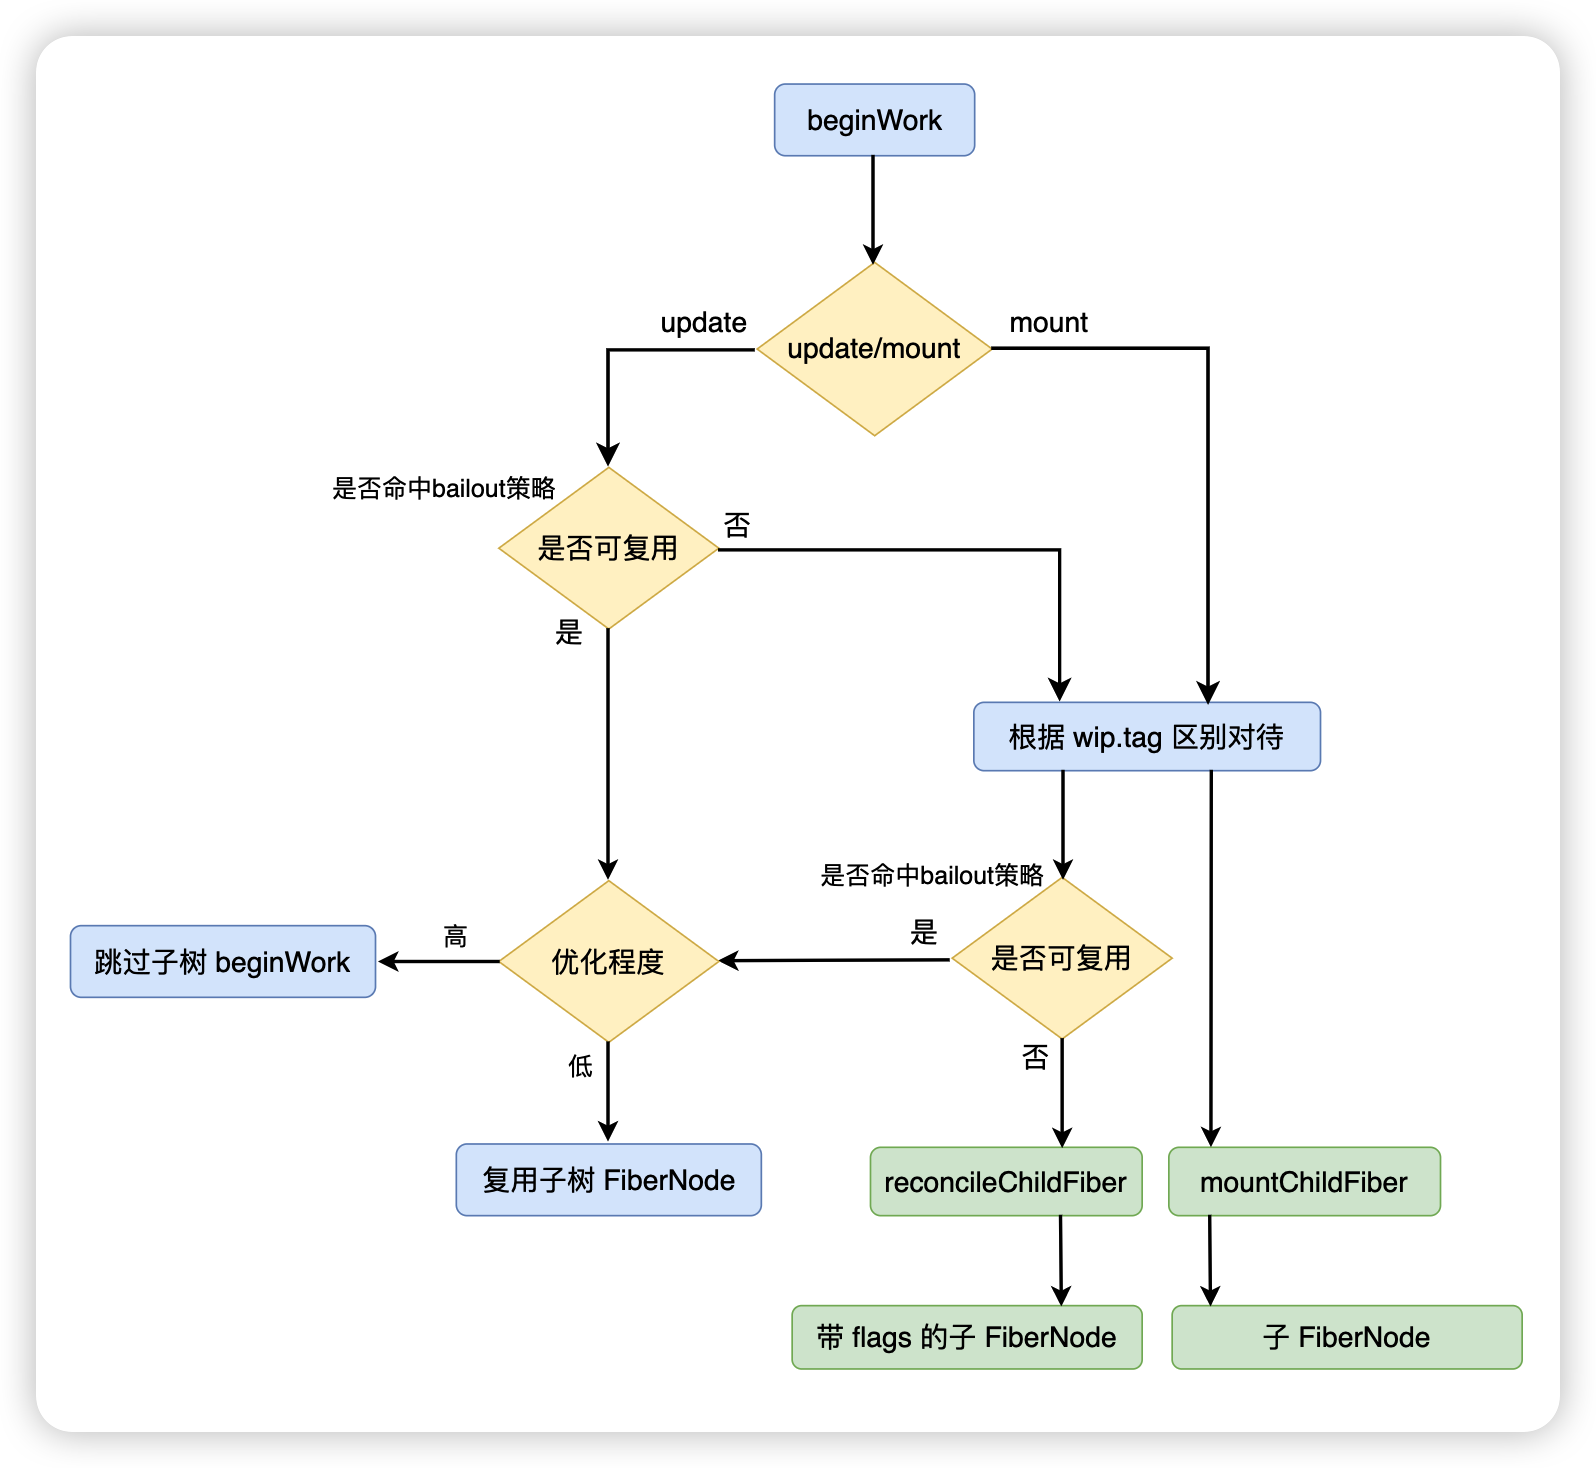 beginWork
update
mount
update/mount
是否命中bailout策略
否
是否可复用
是
根据 wip.tag 区别对待
是否命中bailout策略
高
是
跳过子树 beginWork
优化程度
是否可复用
低
否
复用子树 FiberNode
reconcileChildFiber
mountChildFiber
带 flags 的子 FiberNode
子 FiberNode